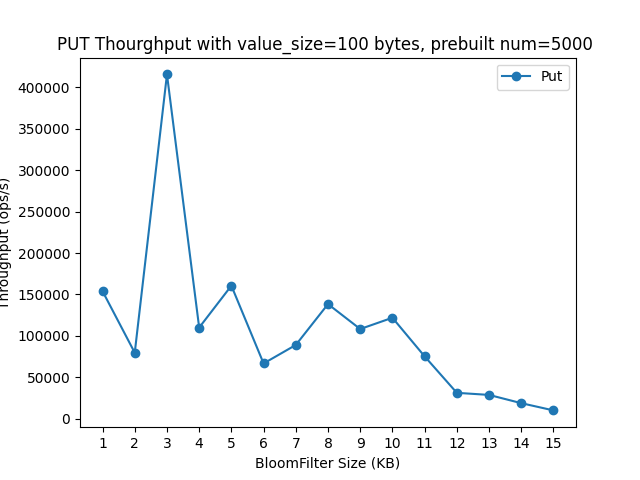 PUT Thourghput with value_size=100 bytes, prebuilt num=5000
Put
400000
350000
300000
250000
200000
150000
100000
50000
0
Throughput (ops/s)
1 2 3 4 5 6 7 8 9 10 11 12 13 14 15
BloomFilter Size (KB)